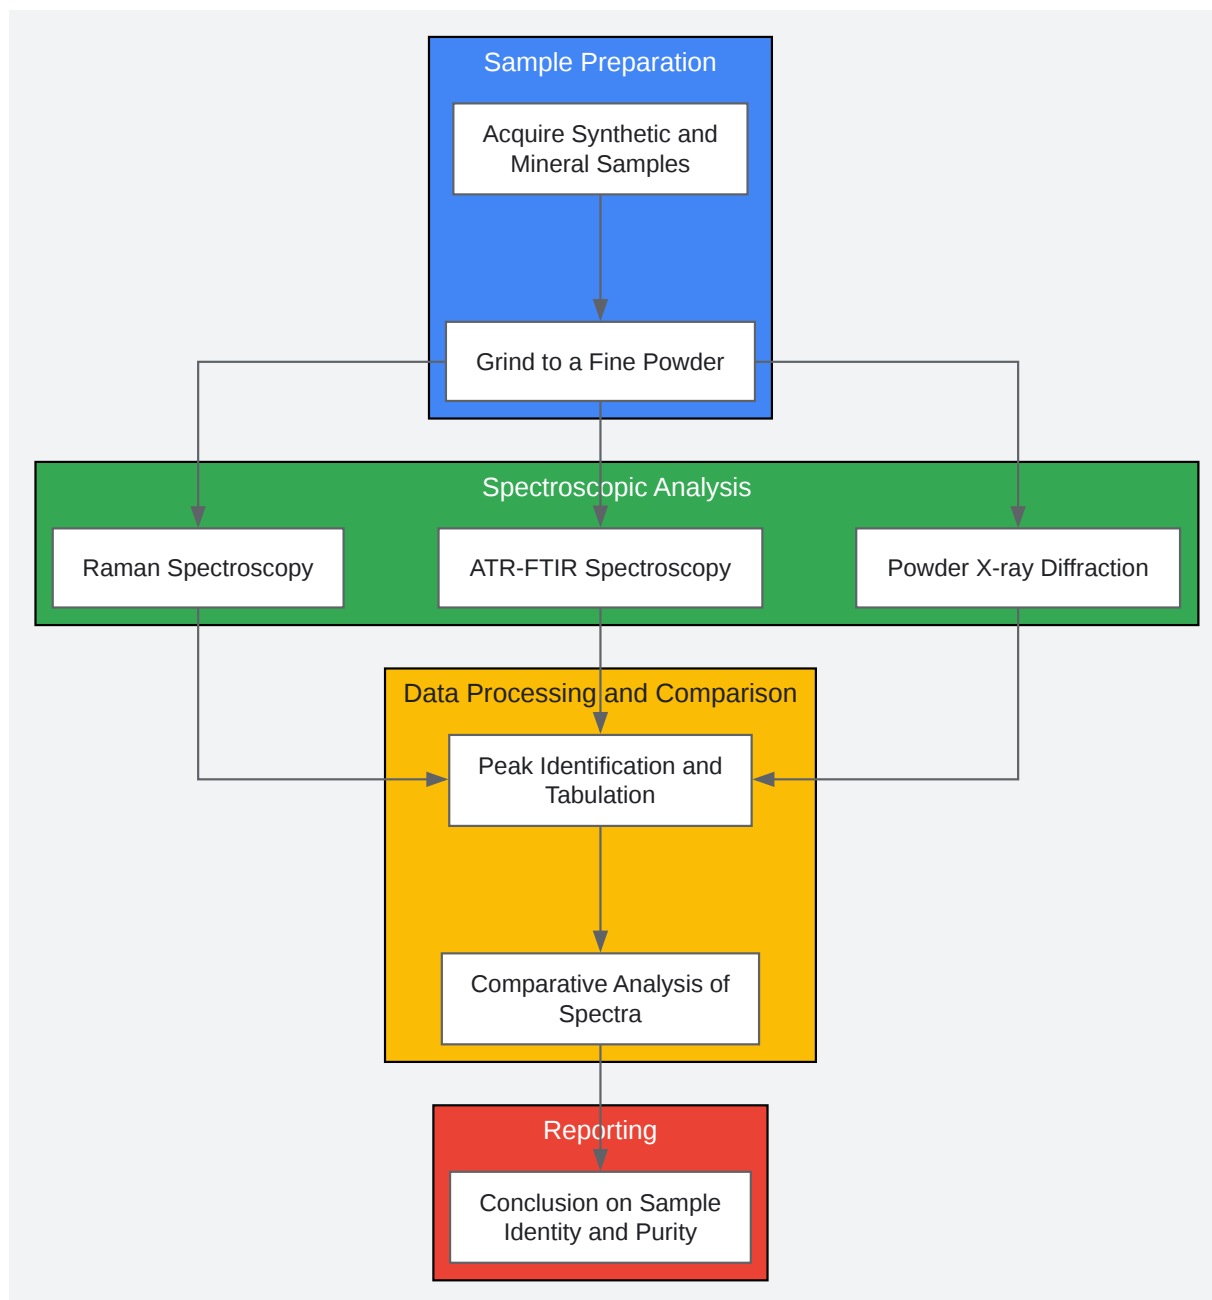 Sample Preparation
Acquire Synthetic and
Mineral Samples
Grind to a Fine Powder
Spectroscopic Analysis
Raman Spectroscopy
ATR-FTIR Spectroscopy
Powder X-ray Diffraction
Data Processing and Comparison
Peak Identification and
Tabulation
Comparative Analysis of
Spectra
Reporting
Conclusion on Sample
Identity and Purity